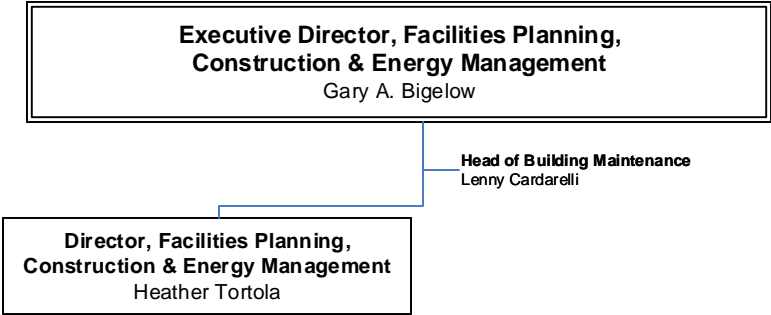 Executive Director, Facilities Planning,
Construction & Energy Management
Gary A. Bigelow
Head of Building Maintenance
Lenny Cardarelli
Director, Facilities Planning,
Construction & Energy Management
Heather Tortola